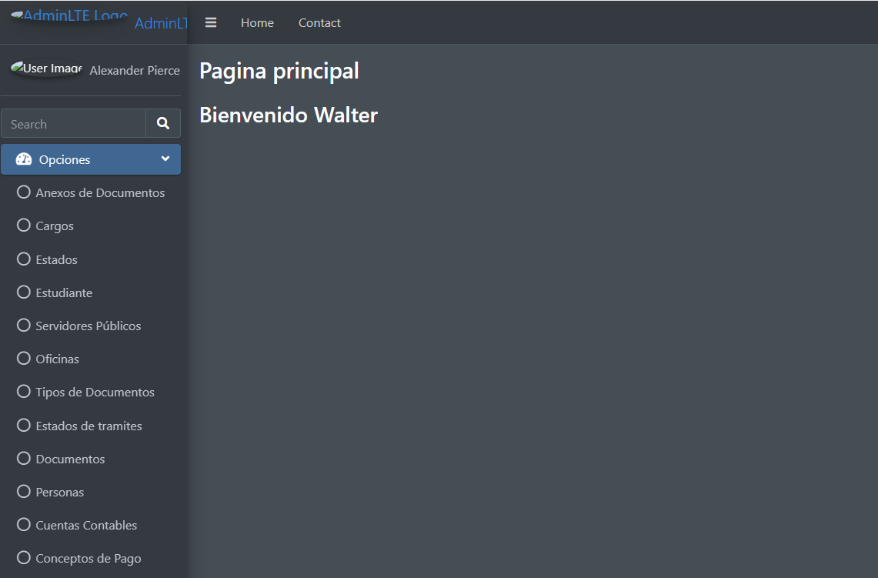 AdminLTE Logo AdminLT
Home Contact
User Image Alexander Pierce
Search
Opciones
Anexos de Documentos
Cargos
Estados
Estudiante
Servidores Públicos
Oficinas
Tipos de Documentos
Estados de tramites
Documentos
Personas
Cuentas Contables
Conceptos de Pago
Pagina principal
Bienvenido Walter